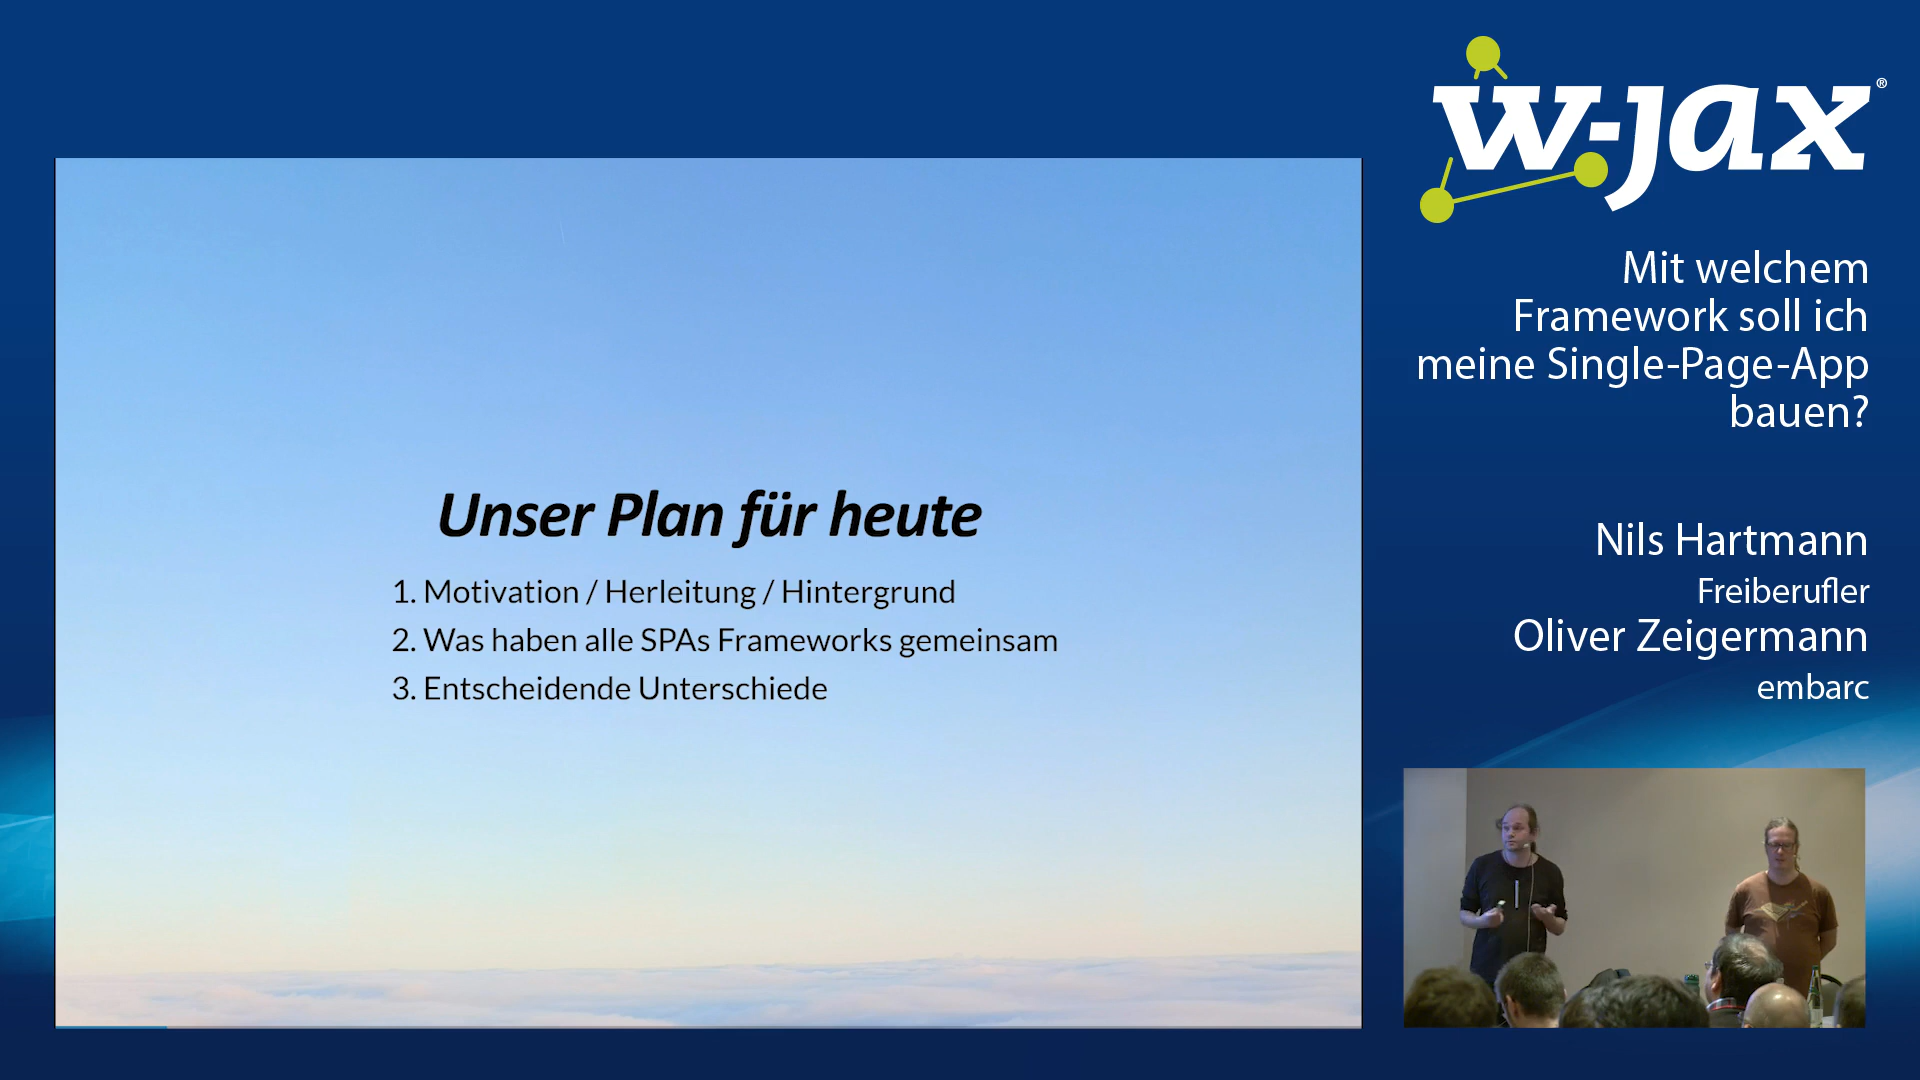 w-jax®
Mit welchem
Framework soll ich
meine Single-Page-App
bauen?
Nils Hartmann
Freiberufler
Oliver Zeigermann
embarc
Unser Plan für heute
1. Motivation / Herleitung / Hintergrund
2. Was haben alle SPAs Frameworks gemeinsam
3. Entscheidende Unterschiede